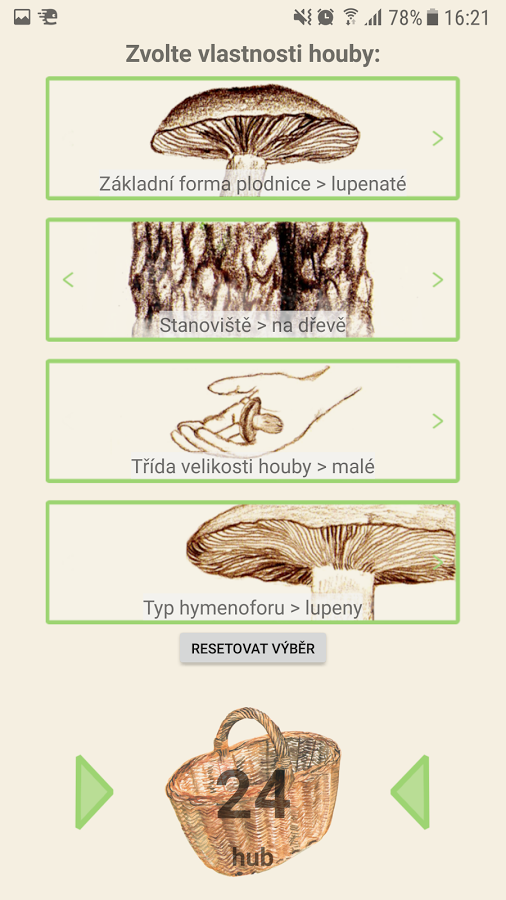 78% 16:21
Zvolte vlastnosti houby:
Základní forma plodnice > lupenaté
Stanoviště > na dřevě
Třída velikosti houby > malé
Typ hymenoforu > lupeny
RESETOVAT VÝBĚR
24
hub